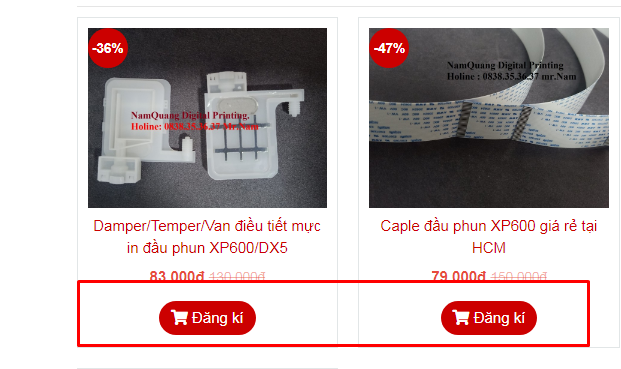 -36%
NamQuang Digital Printing.
Holine: 0838.35.36.37 Mr.Nam
Damper/Temper/Van điều tiết mực
in đầu phun XP600/DX5
83.000đ 130.000đ
Đăng kí
-47%
NamQuang Digital Printing
Holine : 0838.35.36.37 mr.Nam
Caple đầu phun XP600 giá rẻ tại
HCM
79.000đ 150.000đ
Đăng kí